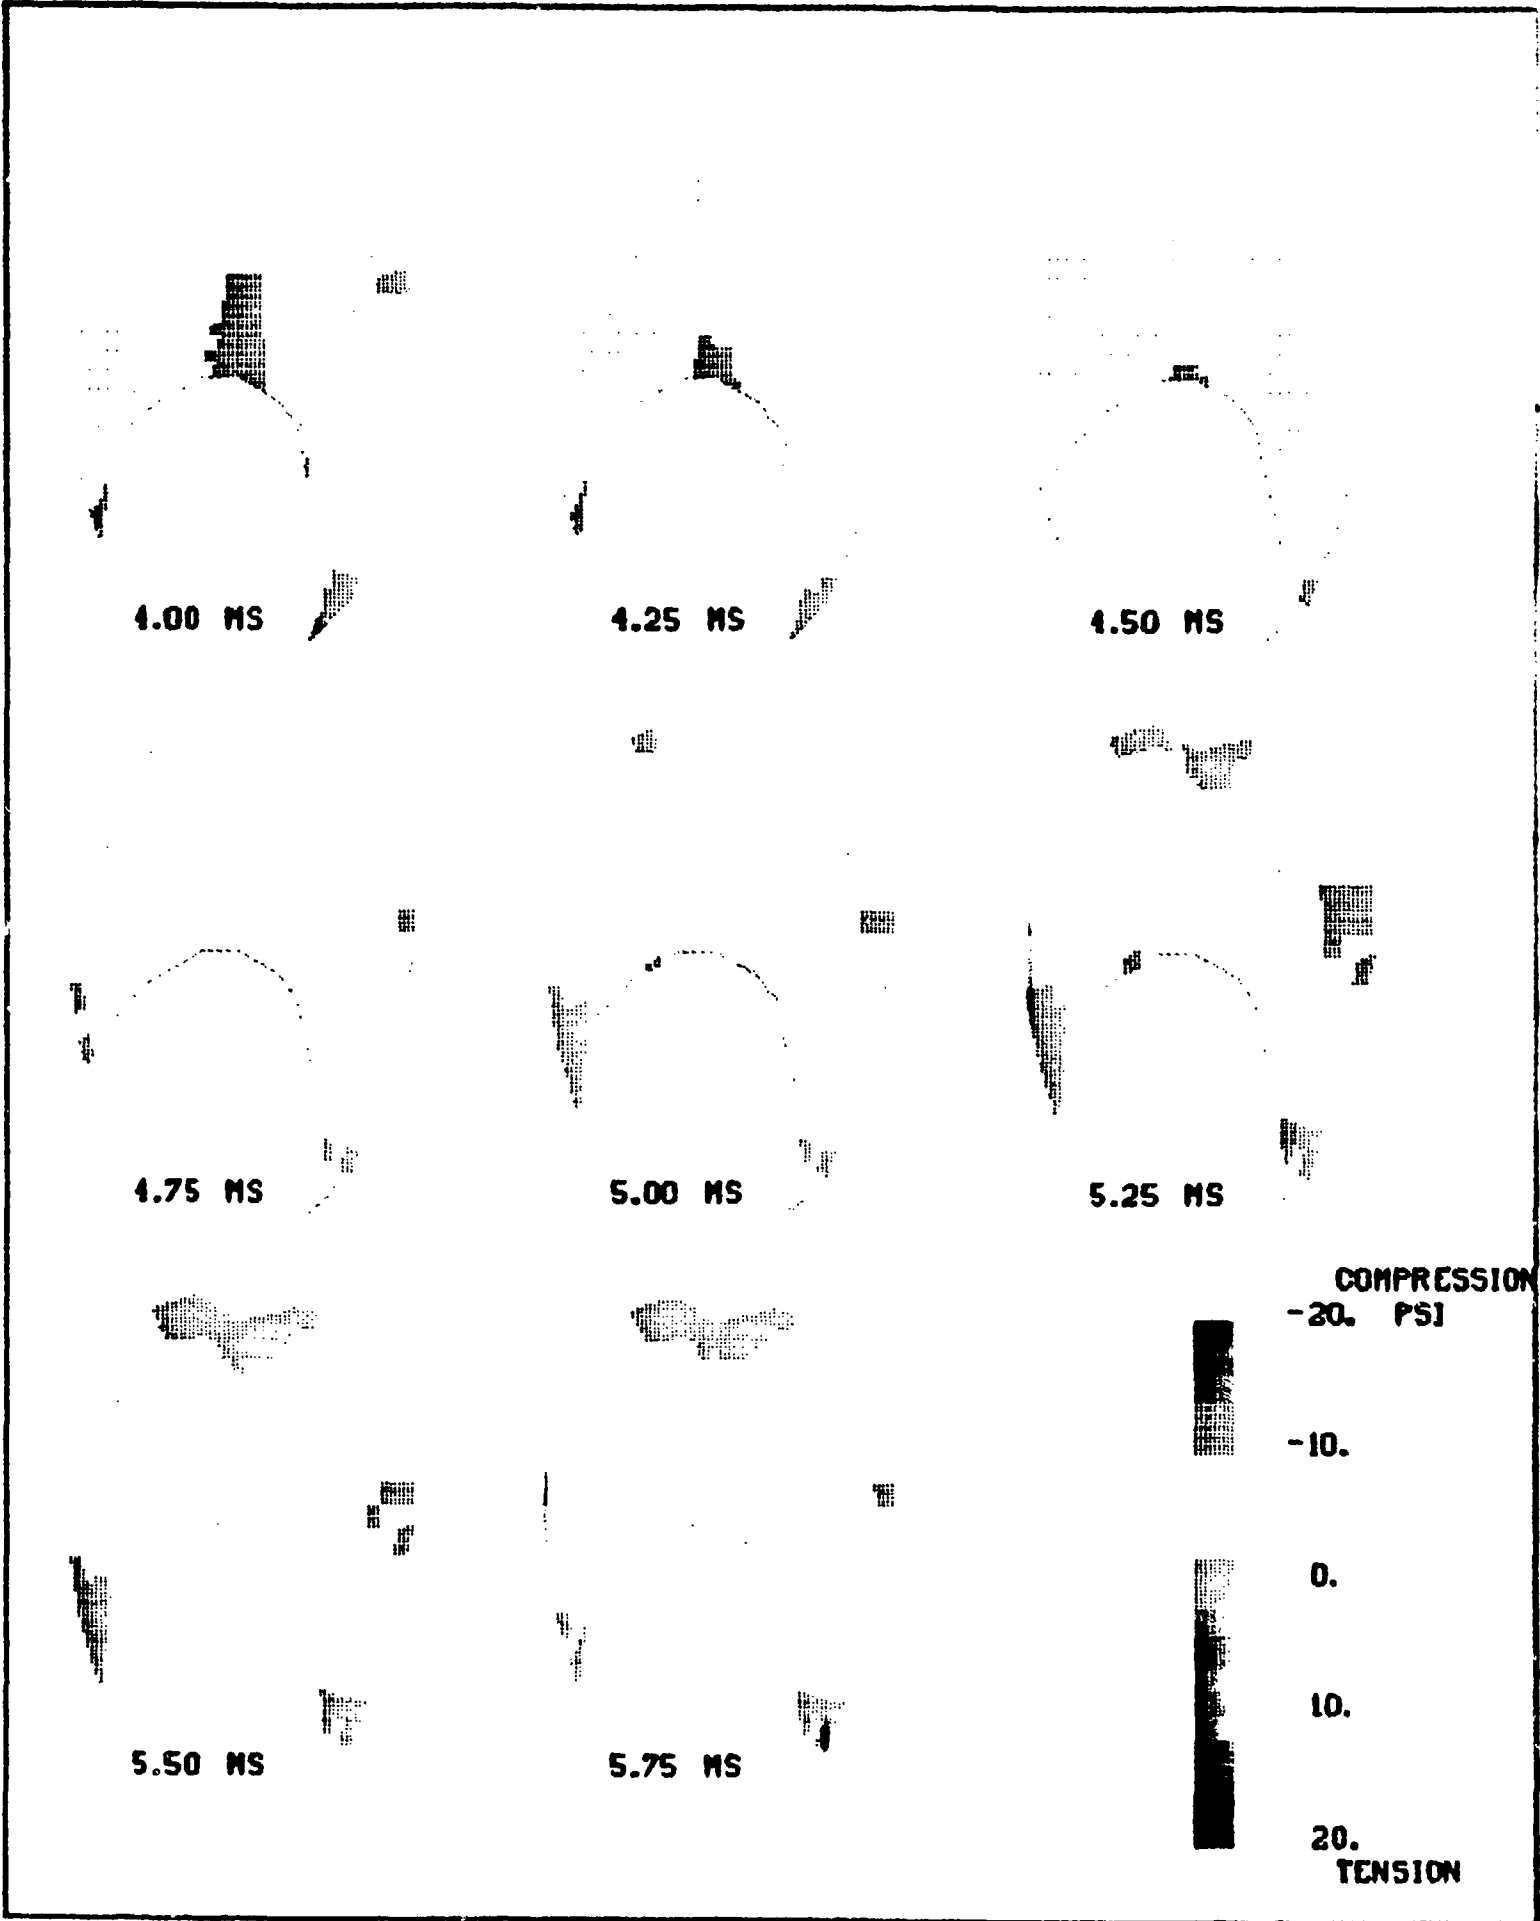 4.00 MS
4.25 MS
4.50 MS
4.75 MS
5.00 MS
5.25 MS
COMPRESSION
-20. PSI
-10.
0.
10.
20.
TENSION
5.50 MS
5.75 MS